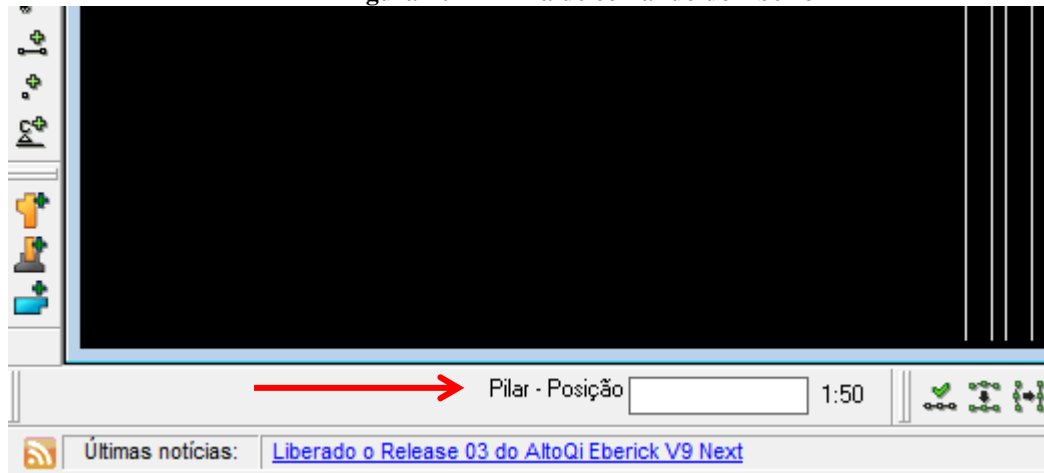 Pilar - Posição 1:50
Últimas notícias: Liberado o Release 03 do AltoQi Eberick V9 Next